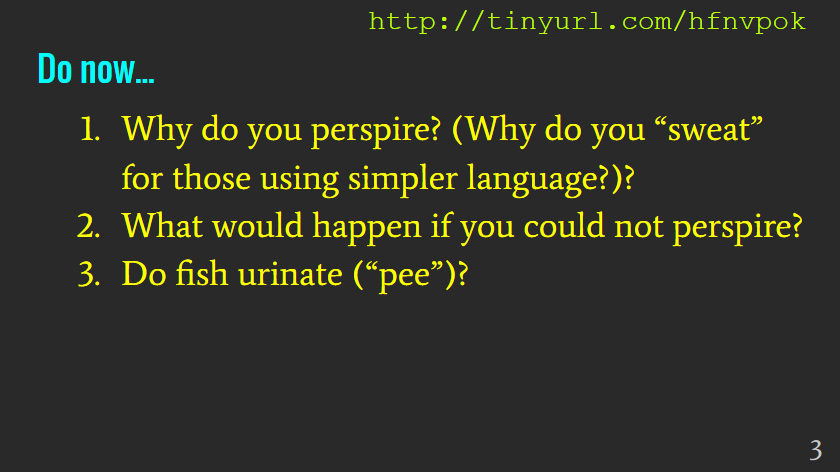 http://tinyurl.com/hfnvpok
Do now...
1. Why do you perspire? (Why do you “sweat”
for those using simpler language?)?
2. What would happen if you could not perspire?
3. Do fish urinate (“pee”)?
3